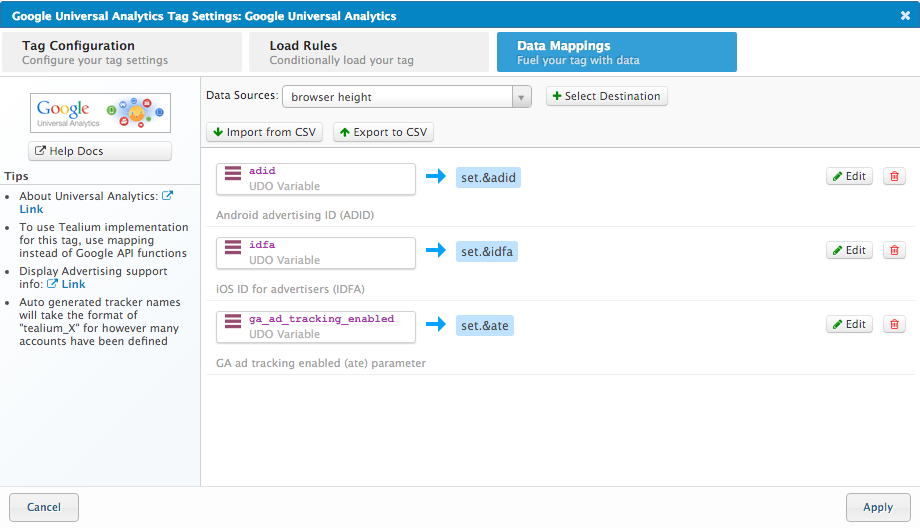 Google Universal Analytics Tag Settings: Google Universal Analytics
Tag Configuration
Configure your tag settings
Load Rules
Conditionally load your tag
Data Mappings
Fuel your tag with data
Google
Universal Analytics
Help Docs
Tips
About Universal Analytics:
Link
To use Tealium implementation
for this tag, use mapping
instead of Google API functions
Display Advertising support
info: Link
Auto generated tracker names
will take the format of
"tealium_X" for however many
accounts have been defined
Data Sources: browser height
Select Destination
Import from CSV
Export to CSV
adid
UDO Variable
set.&adid
Edit
Android advertising ID (ADID)
idfa
UDO Variable
set.&idfa
Edit
iOS ID for advertisers (IDFA)
ga_ad_tracking_enabled
UDO Variable
set.&ate
Edit
GA ad tracking enabled (ate) parameter
Cancel
Apply